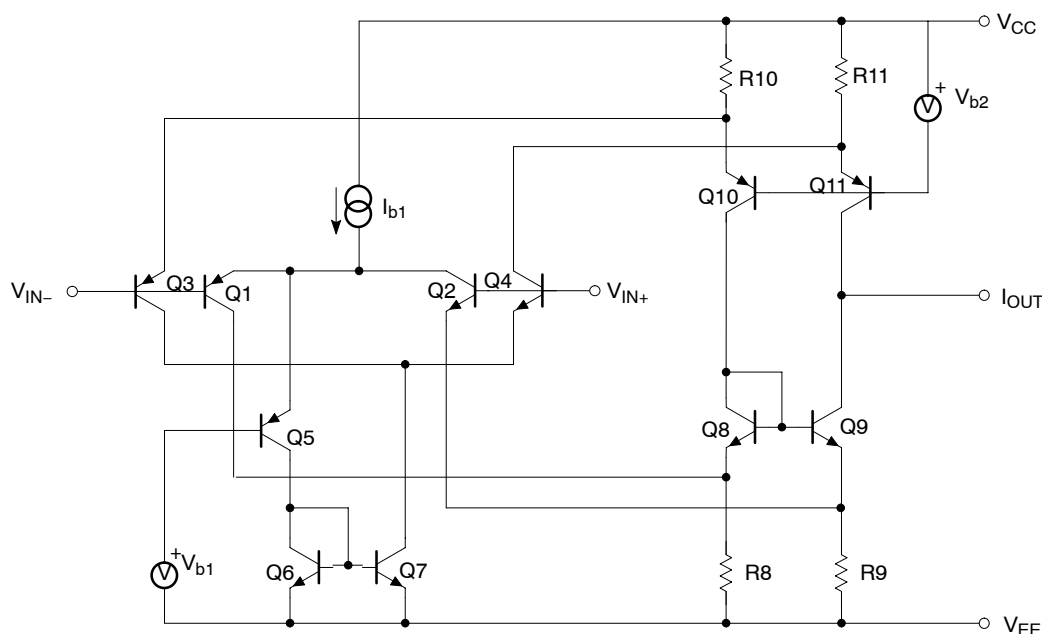 VCC
R10
R11
+
V
Vb2
Q10
Q11
Ib1
VIN−
Q3
Q1
Q2
Q4
VIN+
IOUT
Q5
Q8
Q9
+
V
Vb1
Q6
Q7
R8
R9
VEE